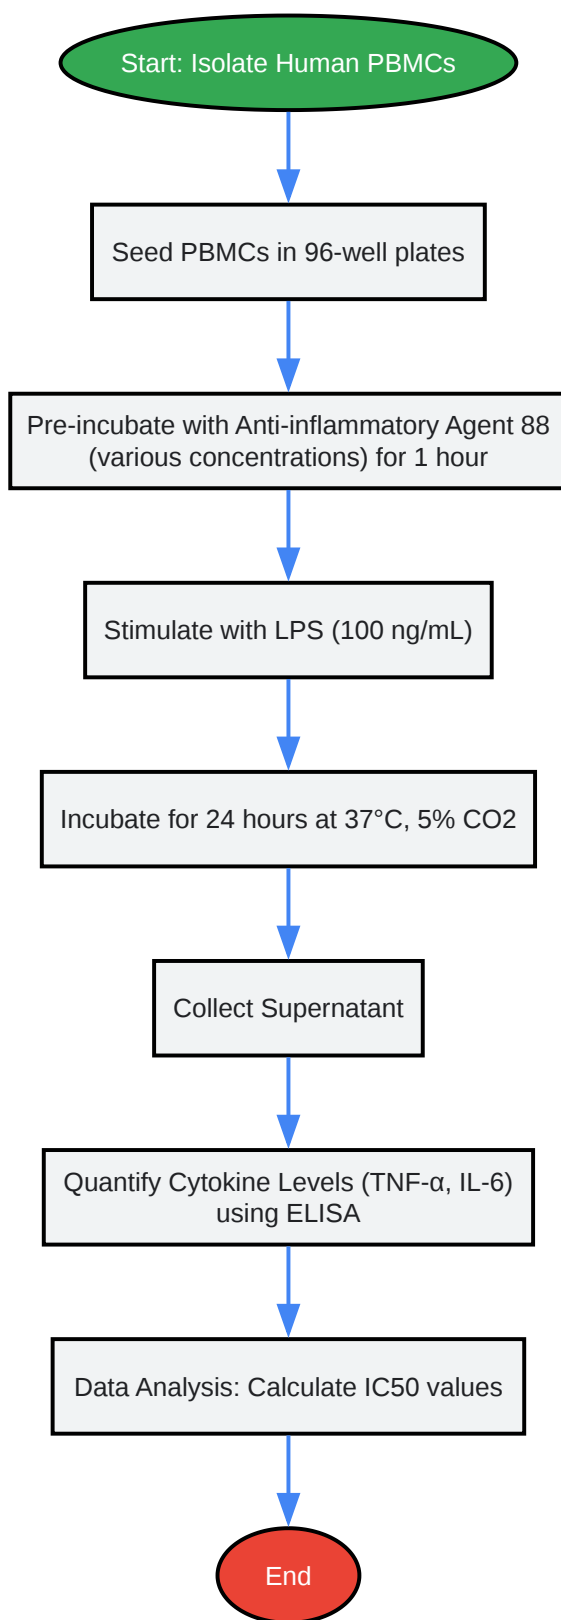 Start: Isolate Human PBMCs
Seed PBMCs in 96-well plates
Pre-incubate with Anti-inflammatory Agent 88
(various concentrations) for 1 hour
Stimulate with LPS (100 ng/mL)
Incubate for 24 hours at 37°C, 5% CO2
Collect Supernatant
Quantify Cytokine Levels (TNF-α, IL-6)
using ELISA
Data Analysis: Calculate IC50 values
End